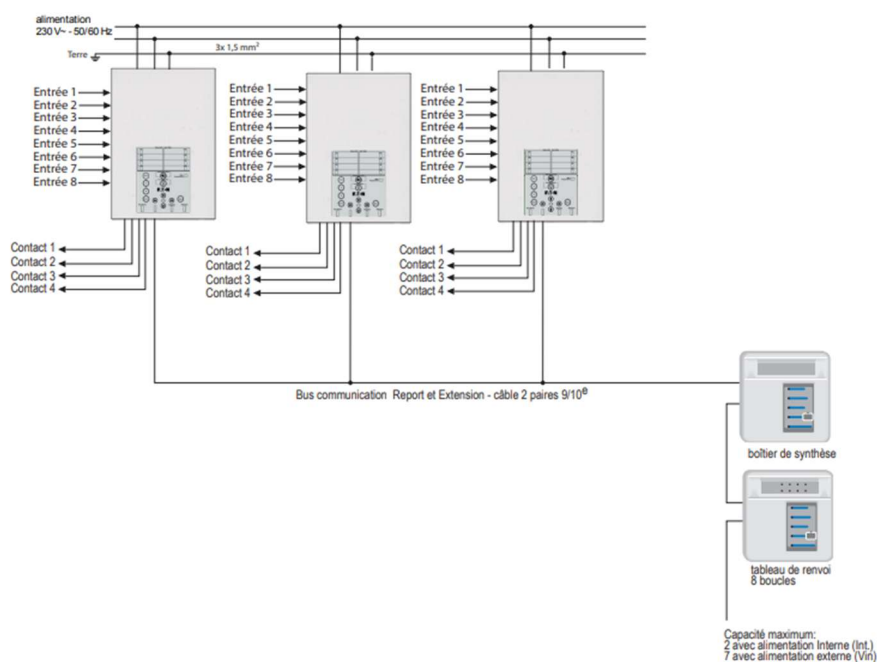 alimentation
230 V~ - 50/60 Hz
Terre
3x 1,5 mm²
Entrée 1
Entrée 2
Entrée 3
Entrée 4
Entrée 5
Entrée 6
Entrée 7
Entrée 8
Entrée 1
Entrée 2
Entrée 3
Entrée 4
Entrée 5
Entrée 6
Entrée 7
Entrée 8
Entrée 1
Entrée 2
Entrée 3
Entrée 4
Entrée 5
Entrée 6
Entrée 7
Entrée 8
Contact 1
Contact 2
Contact 3
Contact 4
Contact 1
Contact 2
Contact 3
Contact 4
Contact 1
Contact 2
Contact 3
Contact 4
Bus communication Report et Extension - câble 2 paires 9/10e
boîtier de synthèse
tableau de renvoi
8 boucles
Capacité maximum:
2 avec alimentation Interne (Int.)
7 avec alimentation externe (Vin)